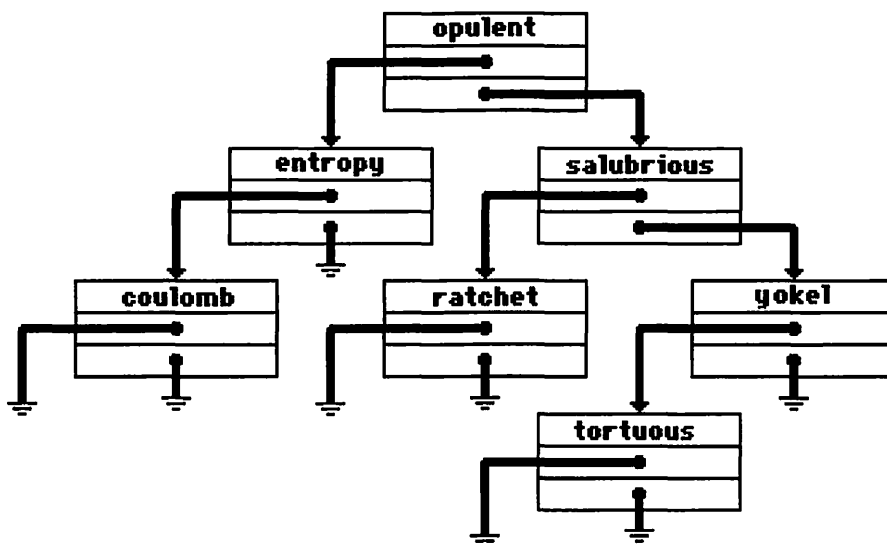 opulent
entropy
salubrious
coulomb
ratchet
yokel
tortuous